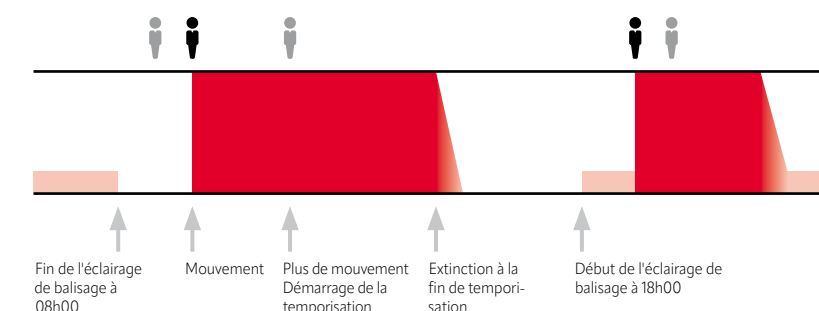 Fin de l'éclairage
de balisage à
08h00
Mouvement
Plus de mouvement
Démarrage de la
temporisation
Extinction à la
fin de tempori-
sation
Début de l'éclairage de
balisage à 18h00